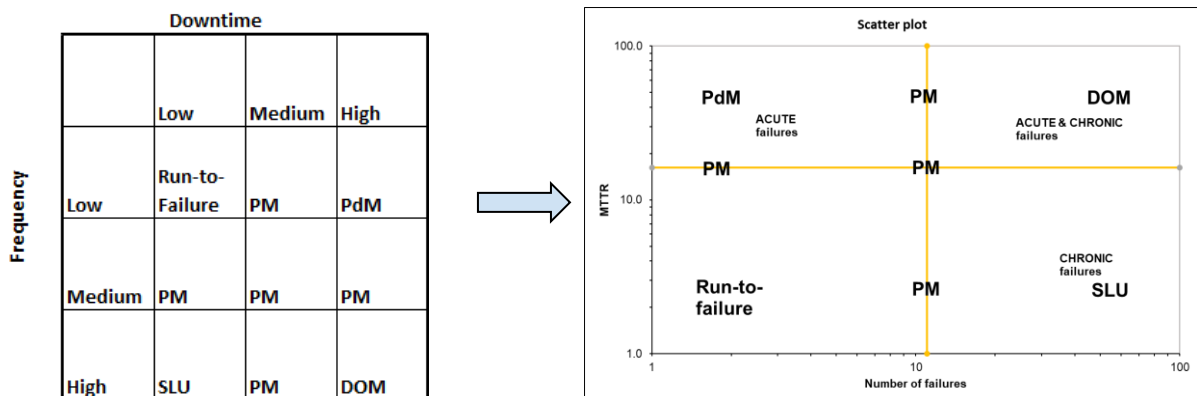 Downtime
Frequency
Low Medium High
Low Run-to-Failure PM PdM
Medium PM PM PM
High SLU PM DOM
Scatter plot
MTTR
100.0
PdM PM DOM
ACUTE
failures
ACUTE & CHRONIC
failures
PM PM
10.0
CHRONIC
failures
Run-to-
failure
PM SLU
1.0
1 10 100
Number of failures